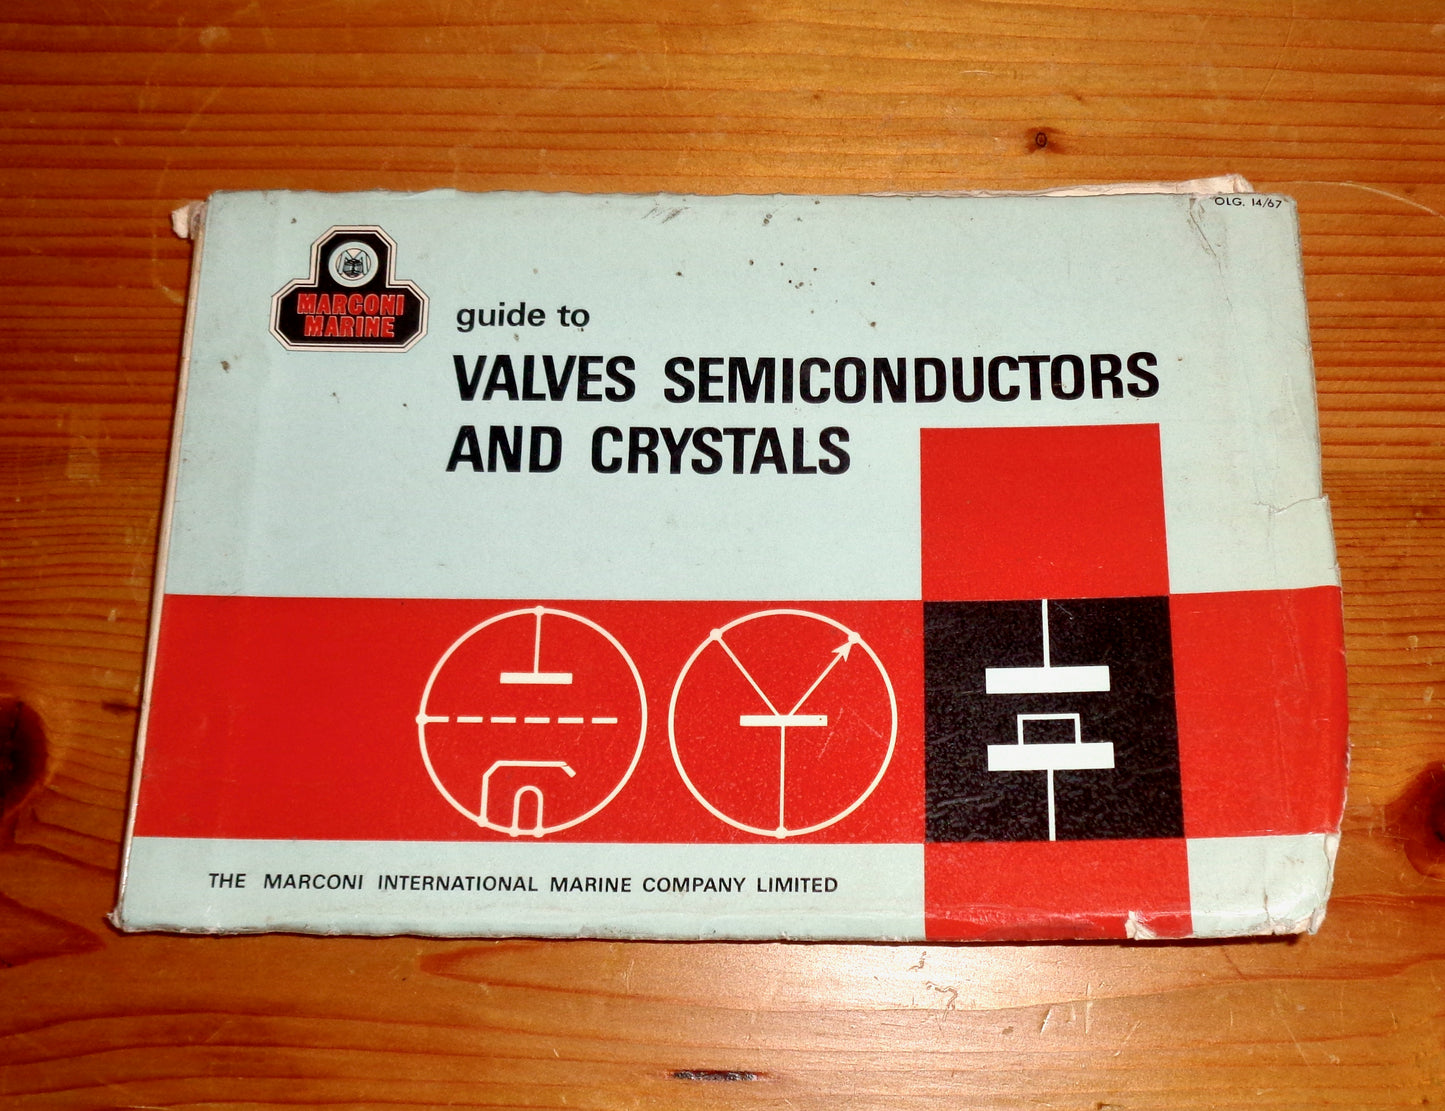 OLG. 14/67
MARCONI
MARINE
guide to
VALVES SEMICONDUCTORS
AND CRYSTALS
THE MARCONI INTERNATIONAL MARINE COMPANY LIMITED